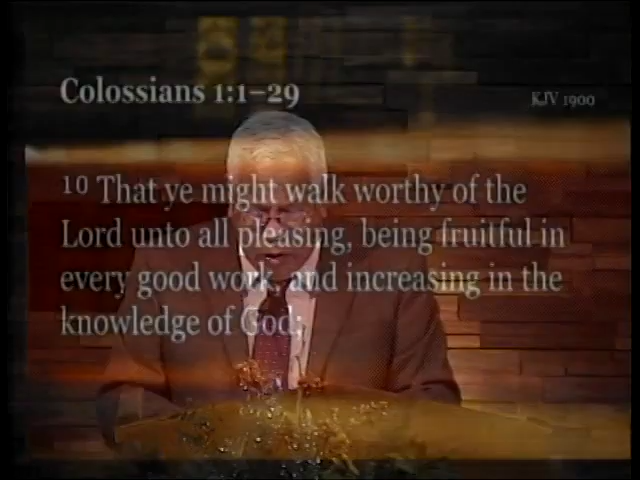 Colossians 1:1–29
KJV 1900
10 That ye might walk worthy of the
Lord unto all pleasing, being fruitful in
every good work, and increasing in the
knowledge of God;